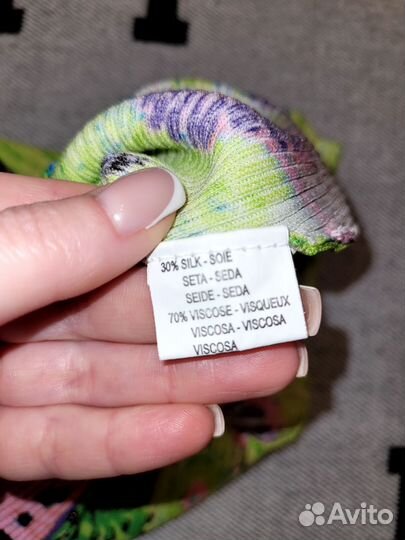 30% SILK - SOIE
SETA - SEDA
SEIDE - SEDA
70% VISCOSE - VISQUEUX
VISCOSA - VISCOSA
VISCOSA
Avito